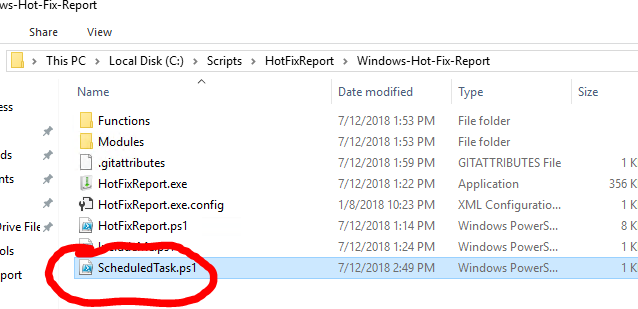 ows-Hot-Fix-Report
Share View
This PC > Local Disk (C:) > Scripts > HotFixReport > Windows-Hot-Fix-Report
Name Date modified Type Size
ess
Functions 7/12/2018 1:53 PM File folder
Modules 7/12/2018 1:53 PM File folder
ds
.gitattributes 7/12/2018 1:59 PM GITATTRIBUTES File 1 K
nts
HotFixReport.exe 7/12/2018 1:22 PM Application 356 K
HotFixReport.exe.config 1/8/2018 10:23 PM XML Configuratio... 1 K
Drive File
HotFixReport.ps1 7/12/2018 1:14 PM Windows PowerS... 8 K
ols
7/12/2018 1:24 PM Windows PowerS... 1 K
port
ScheduledTask.ps1 7/12/2018 2:49 PM Windows PowerS... 1 K